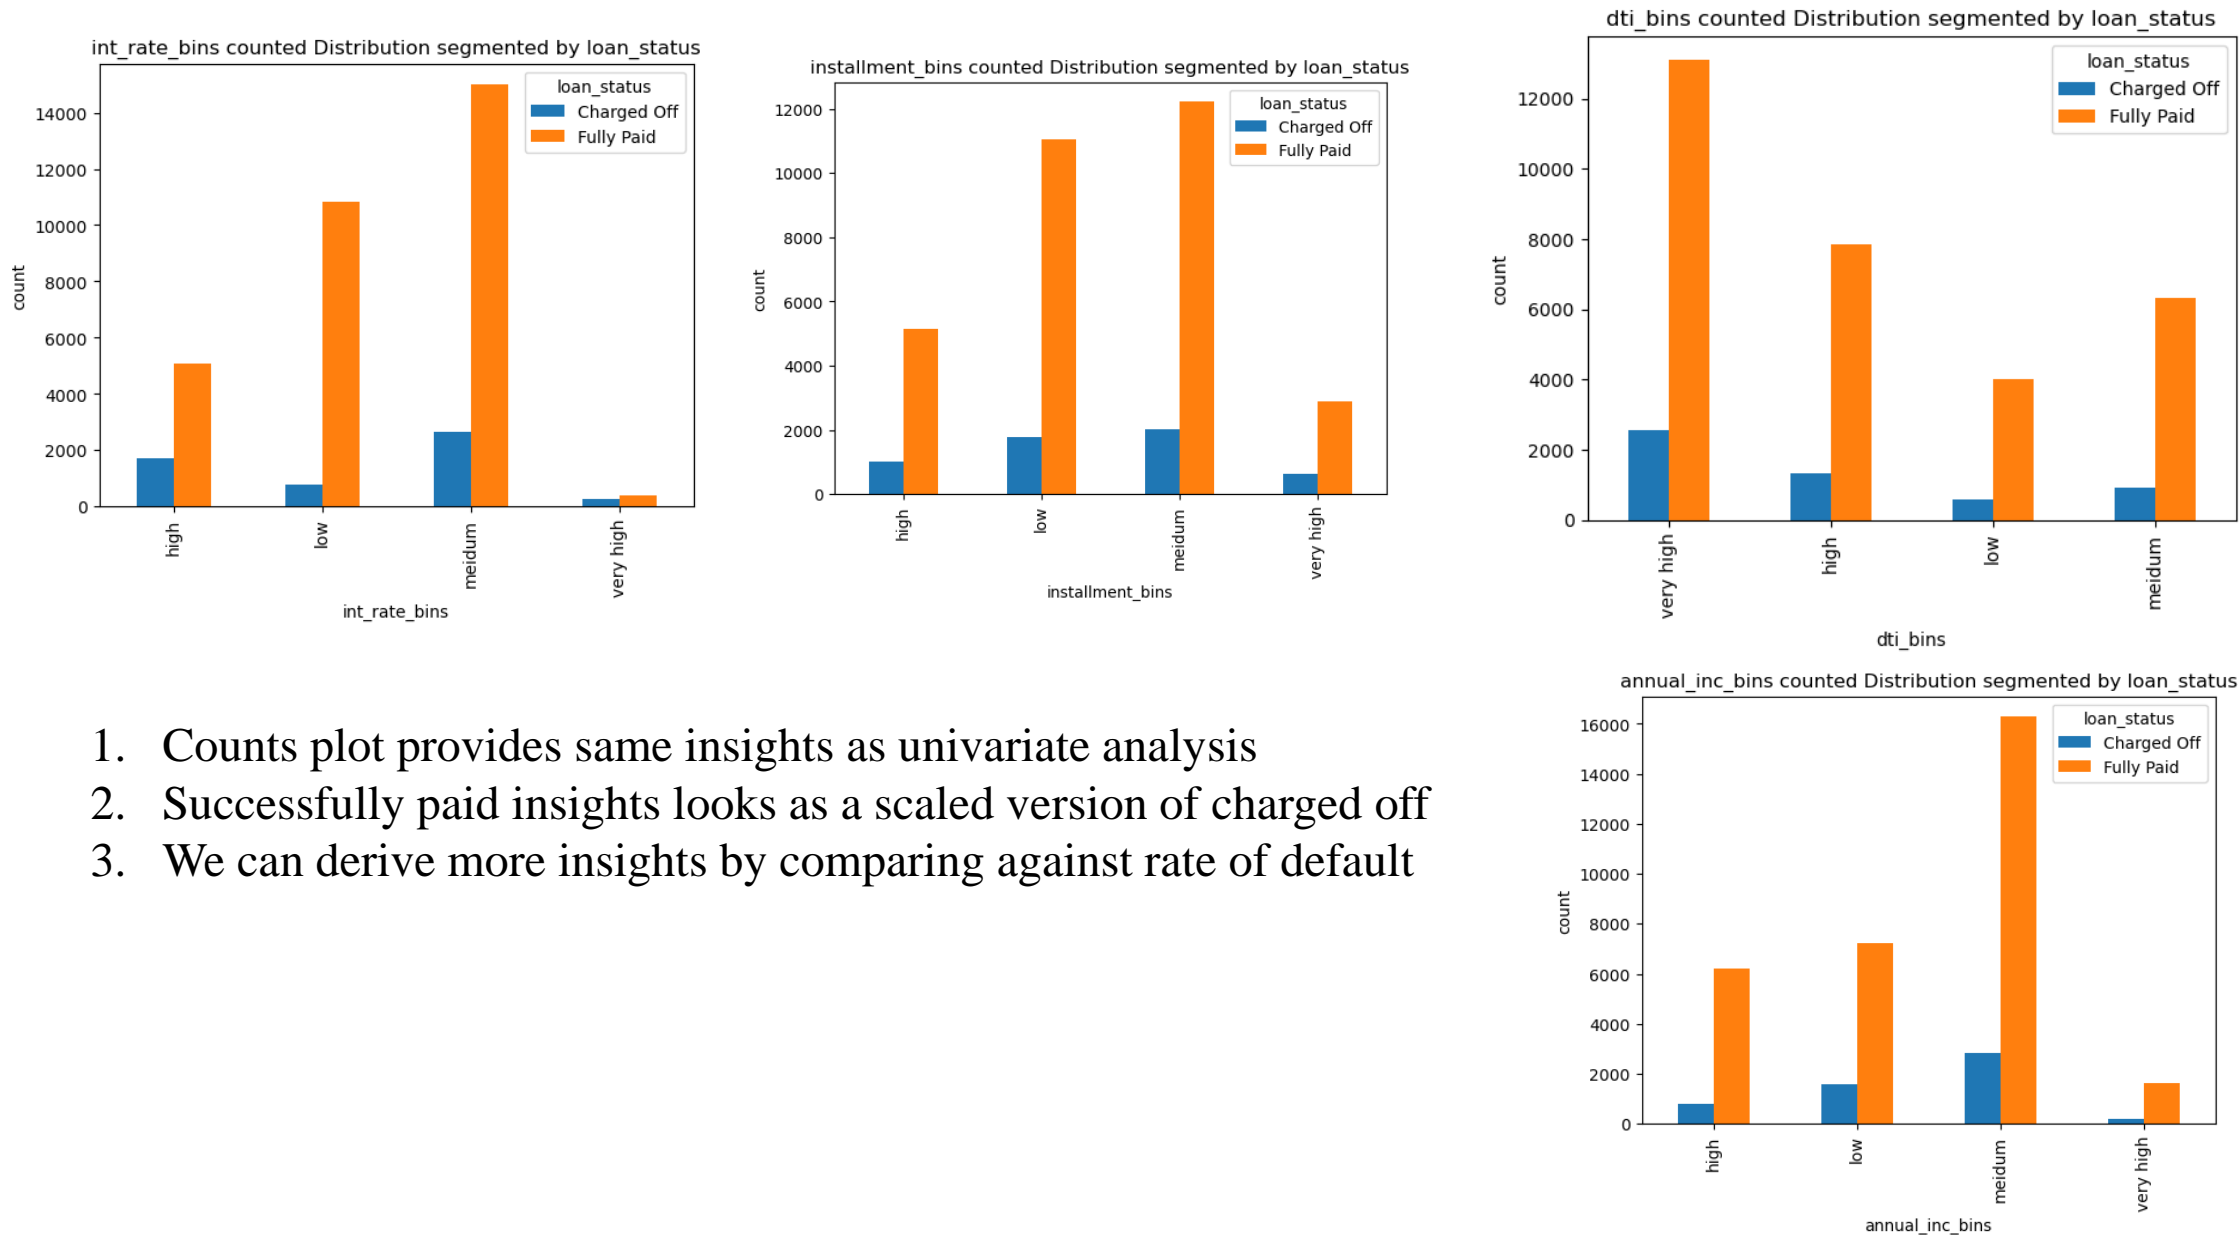 int_rate_bins counted Distribution segmented by loan_status
loan_status
Charged Off
Fully Paid
14000
12000
10000
8000
6000
4000
2000
0
count
high
low
meidum
very high
int_rate_bins
installment_bins counted Distribution segmented by loan_status
loan_status
Charged Off
Fully Paid
12000
10000
8000
6000
4000
2000
0
count
high
low
meidum
very high
installment_bins
dti_bins counted Distribution segmented by loan_status
loan_status
Charged Off
Fully Paid
12000
10000
8000
6000
4000
2000
0
count
very high
high
low
meidum
dti_bins
1. Counts plot provides same insights as univariate analysis
2. Successfully paid insights looks as a scaled version of charged off
3. We can derive more insights by comparing against rate of default
annual_inc_bins counted Distribution segmented by loan_status
loan_status
Charged Off
Fully Paid
16000
14000
12000
10000
8000
6000
4000
2000
0
count
high
low
meidum
very high
annual_inc_bins